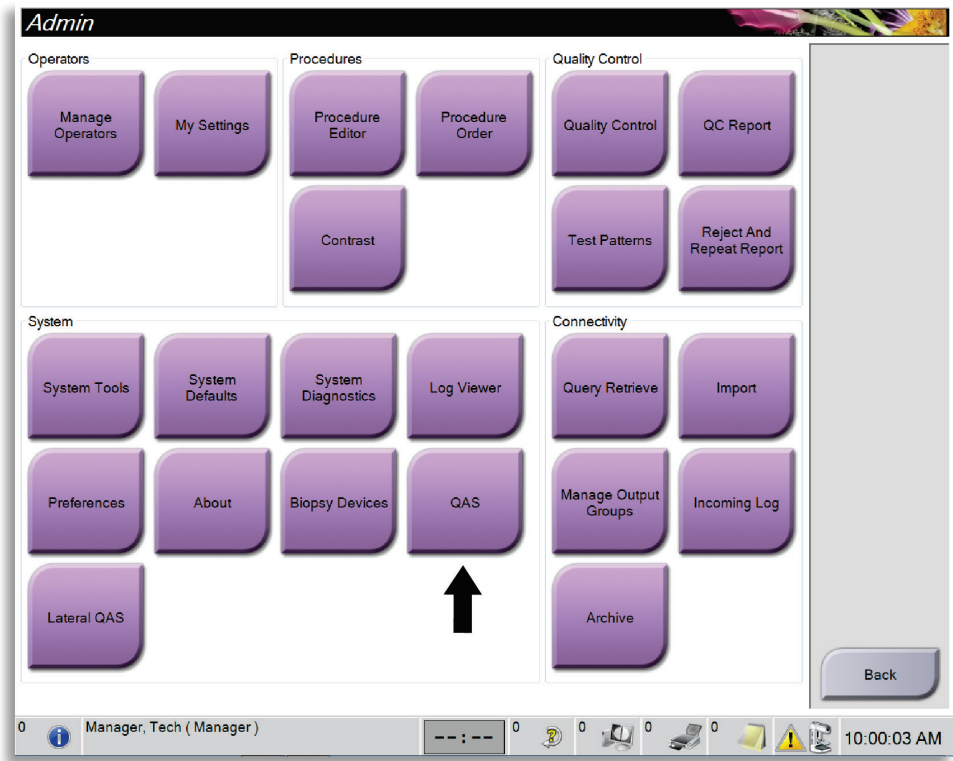 Admin
Operators
Manage
Operators
My Settings
Procedures
Procedure
Editor
Procedure
Order
Contrast
Quality Control
Quality Control
QC Report
Test Patterns
Reject And
Repeat Report
System
System Tools
System
Defaults
System
Diagnostics
Log Viewer
Preferences
About
Biopsy Devices
QAS
Lateral QAS
Connectivity
Query Retrieve
Import
Manage Output
Groups
Incoming Log
Archive
Back
0
Manager, Tech ( Manager )
--:--
0
0
0
0
10:00:03 AM